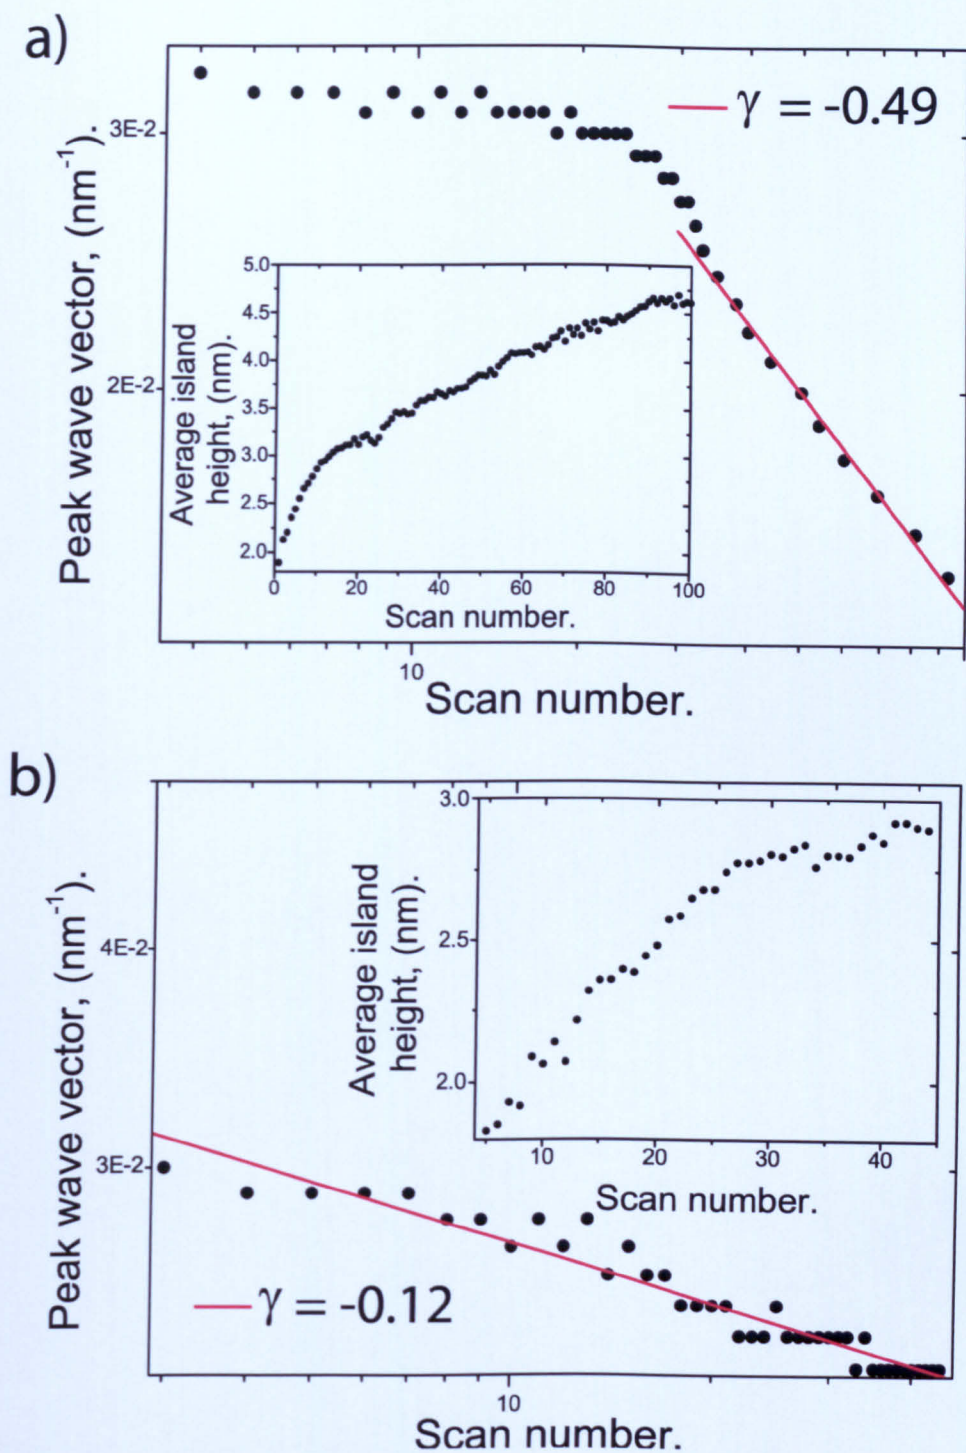 a)
γ = -0.49
3E-2
2E-2
Peak wave vector, (nm⁻¹).
5.0
4.5
4.0
3.5
3.0
2.5
2.0
Average island
height, (nm).
0 20 40 60 80 100
Scan number.
10
Scan number.
b)
3.0
2.5
2.0
Average island
height, (nm).
10 20 30 40
Scan number.
4E-2
3E-2
Peak wave vector, (nm⁻¹).
γ = -0.12
10
Scan number.